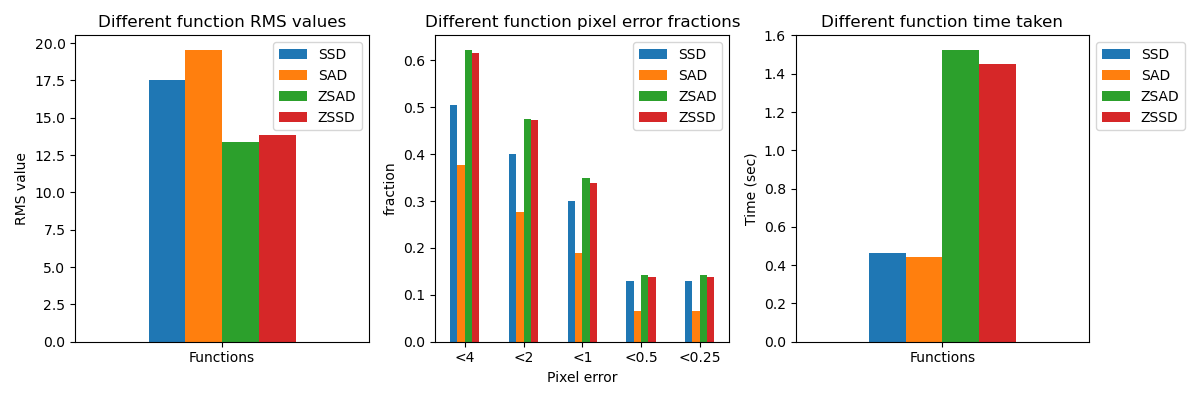 Different function RMS values
RMS value
20.0
17.5
15.0
12.5
10.0
7.5
5.0
2.5
0.0
Functions
SSD
SAD
ZSAD
ZSSD
Different function pixel error fractions
fraction
0.6
0.5
0.4
0.3
0.2
0.1
0.0
<4 <2 <1 <0.5 <0.25
Pixel error
SSD
SAD
ZSAD
ZSSD
Different function time taken
Time (sec)
1.6
1.4
1.2
1.0
0.8
0.6
0.4
0.2
0.0
Functions
SSD
SAD
ZSAD
ZSSD